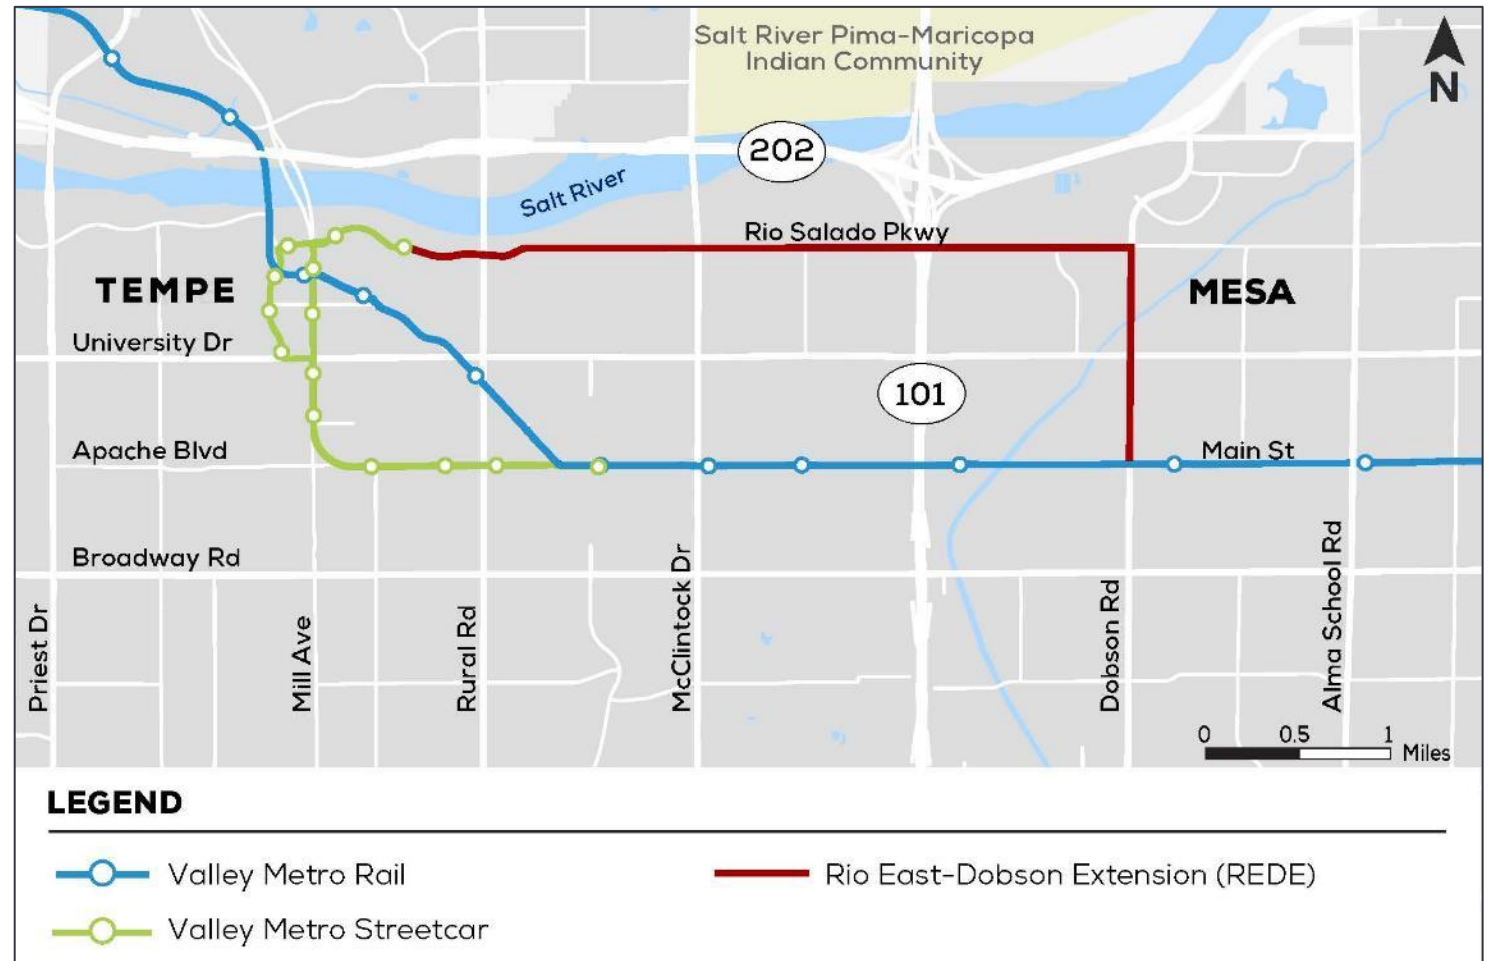 Salt River Pima-Maricopa
Indian Community
N
202
Salt River
Rio Salado Pkwy
TEMPE
MESA
University Dr
101
Apache Blvd
Main St
Broadway Rd
Priest Dr
Mill Ave
Rural Rd
McClintock Dr
Dobson Rd
Alma School Rd
0 0.5 1
Miles
LEGEND
Valley Metro Rail
Rio East-Dobson Extension (REDE)
Valley Metro Streetcar